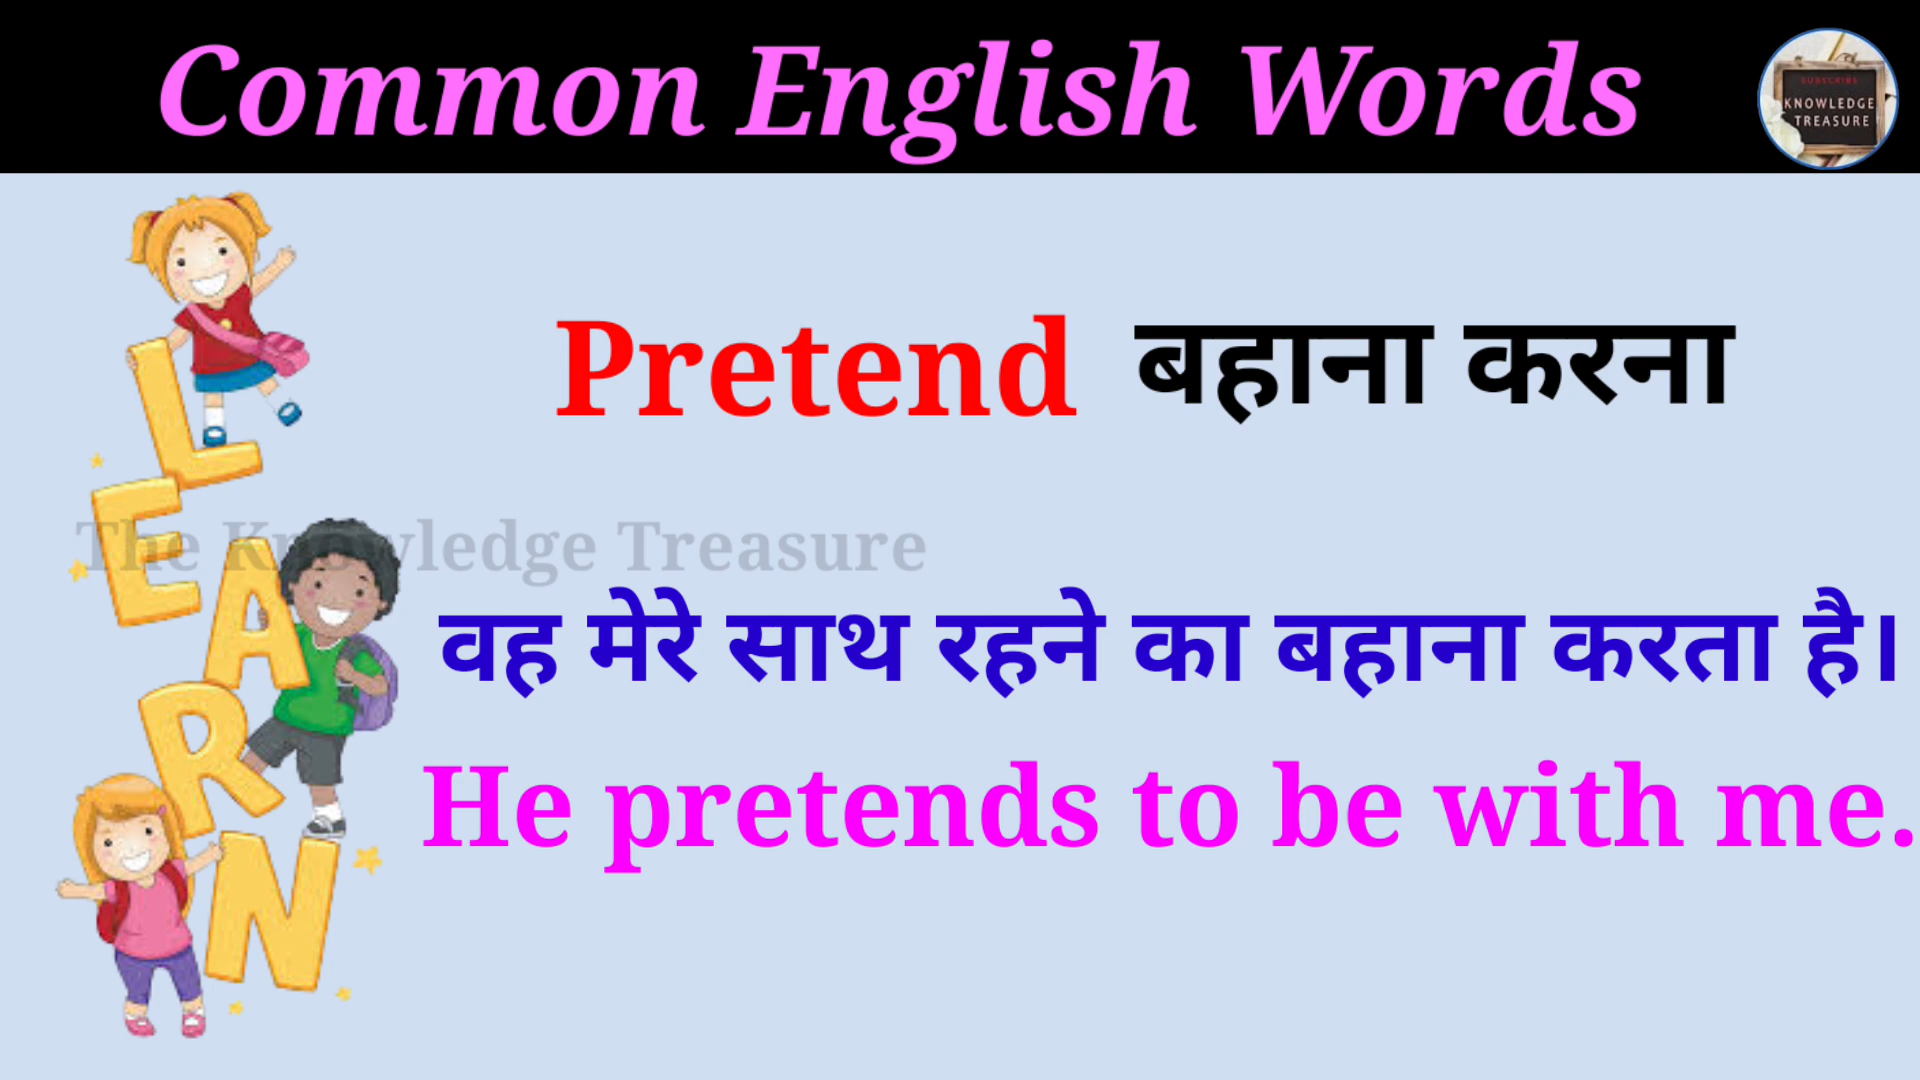 Common English Words
SUBSCRIBE
KNOWLEDGE
TREASURE
Pretend बहाना करना
L
E
A
R
N
The Knowledge Treasure
वह मेरे साथ रहने का बहाना करता है।
He pretends to be with me.